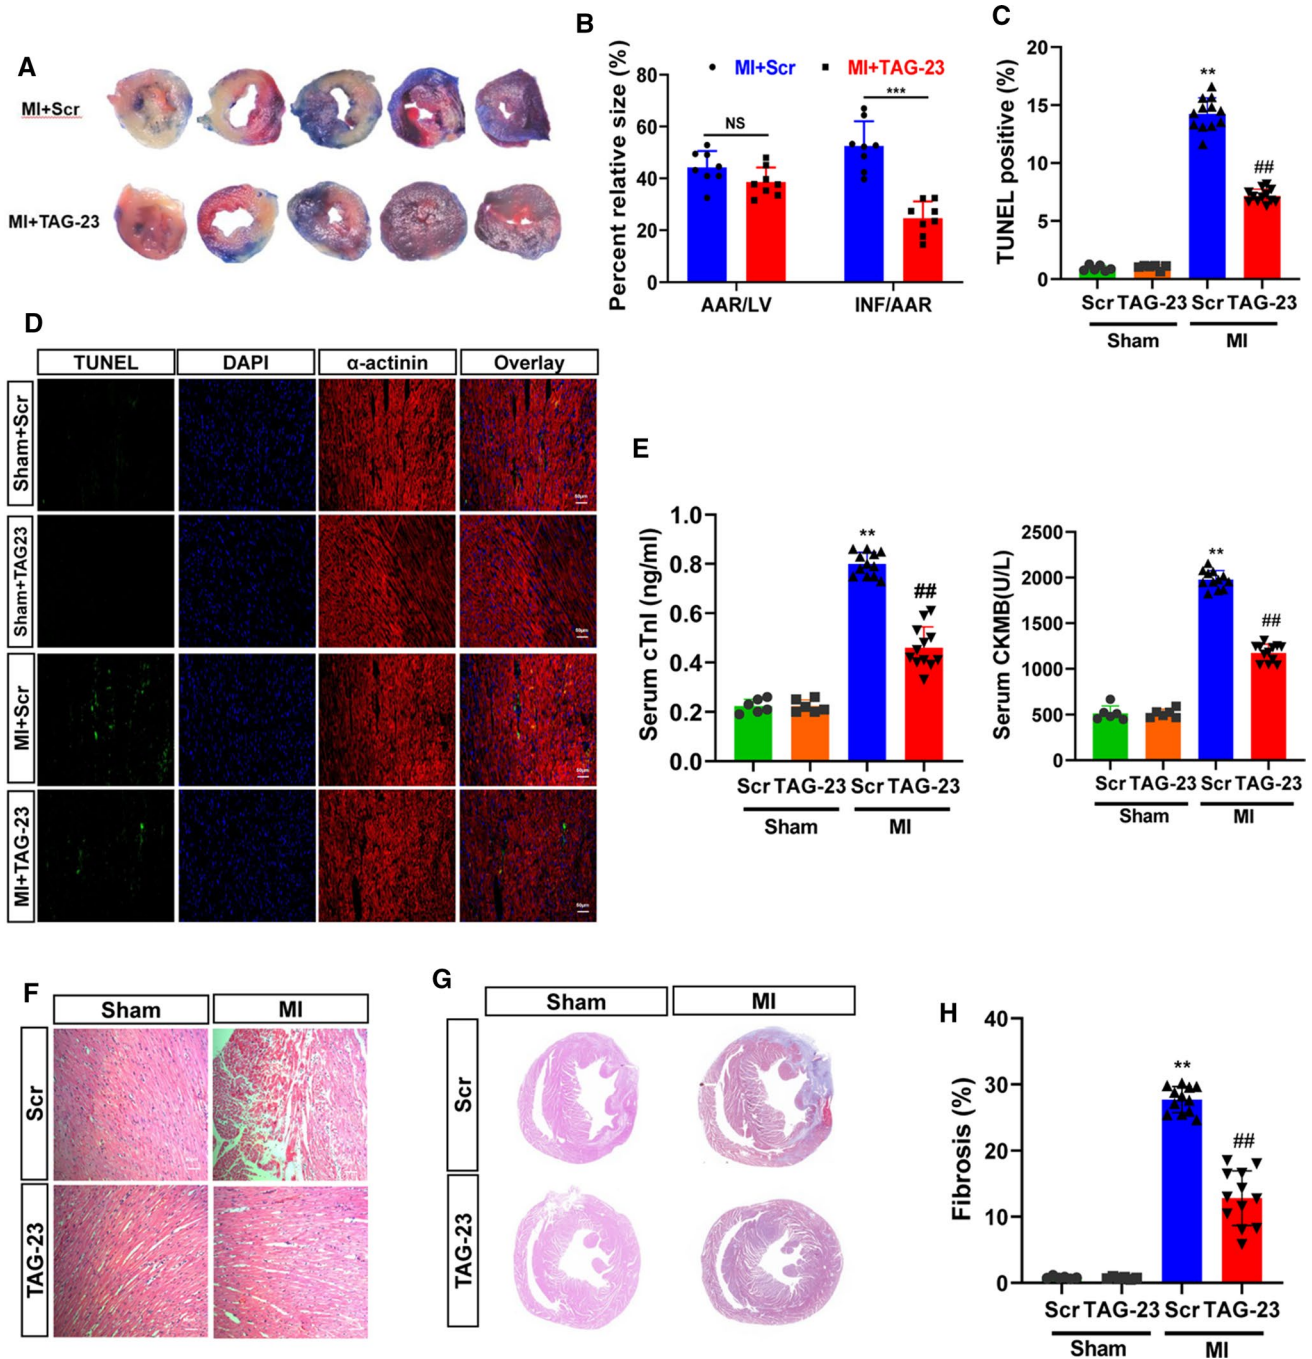 A
MI+Scr
MI+TAG-23
B
Percent relative size (%)
80
60
40
20
0
MI+Scr
MI+TAG-23
NS
***
AAR/LV
INF/AAR
C
TUNEL positive (%)
20
15
10
5
0
**
##
Scr TAG-23 Scr TAG-23
Sham MI
D
TUNEL DAPI α-actinin Overlay
Sham+Scr
50μm
Sham+TAG23
50μm
MI+Scr
50μm
MI+TAG-23
50μm
E
Serum cTnI (ng/ml)
1.0
0.8
0.6
0.4
0.2
0.0
**
##
Scr TAG-23 Scr TAG-23
Sham MI
Serum CKMB(U/L)
2500
2000
1500
1000
500
0
**
##
Scr TAG-23 Scr TAG-23
Sham MI
F
Sham MI
Scr
TAG-23
G
Sham MI
Scr
TAG-23
H
Fibrosis (%)
40
30
20
10
0
**
##
Scr TAG-23 Scr TAG-23
Sham MI